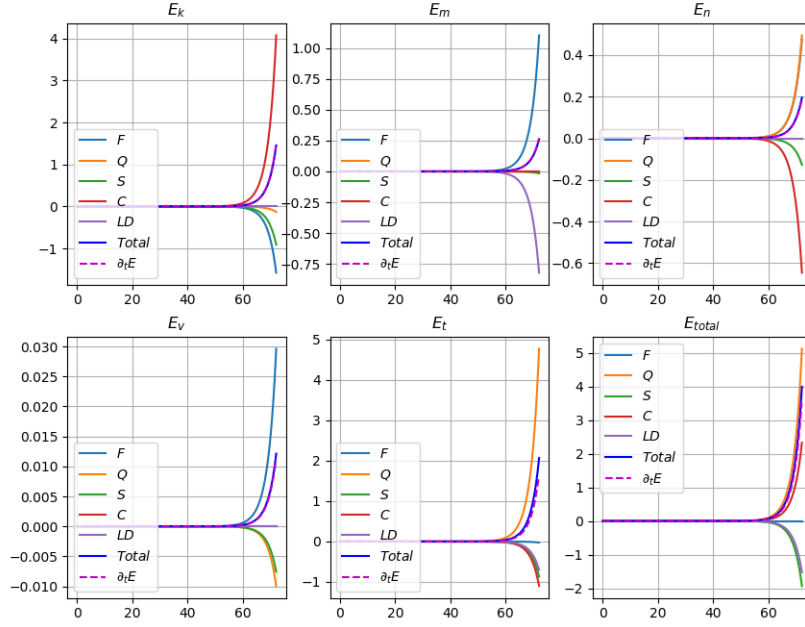 E_k
4
3
2
1
0
−1
0 20 40 60
F
Q
S
C
LD
Total
∂_tE
E_m
1.00
0.75
0.50
0.25
0.00
−0.25
−0.50
−0.75
0 20 40 60
F
Q
S
C
LD
Total
∂_tE
E_n
0.4
0.2
0.0
−0.2
−0.4
−0.6
0 20 40 60
F
Q
S
C
LD
Total
∂_tE
E_v
0.030
0.025
0.020
0.015
0.010
0.005
0.000
−0.005
−0.010
0 20 40 60
F
Q
S
C
LD
Total
∂_tE
E_t
5
4
3
2
1
0
−1
0 20 40 60
F
Q
S
C
LD
Total
∂_tE
E_total
5
4
3
2
1
0
−1
−2
0 20 40 60
F
Q
S
C
LD
Total
∂_tE